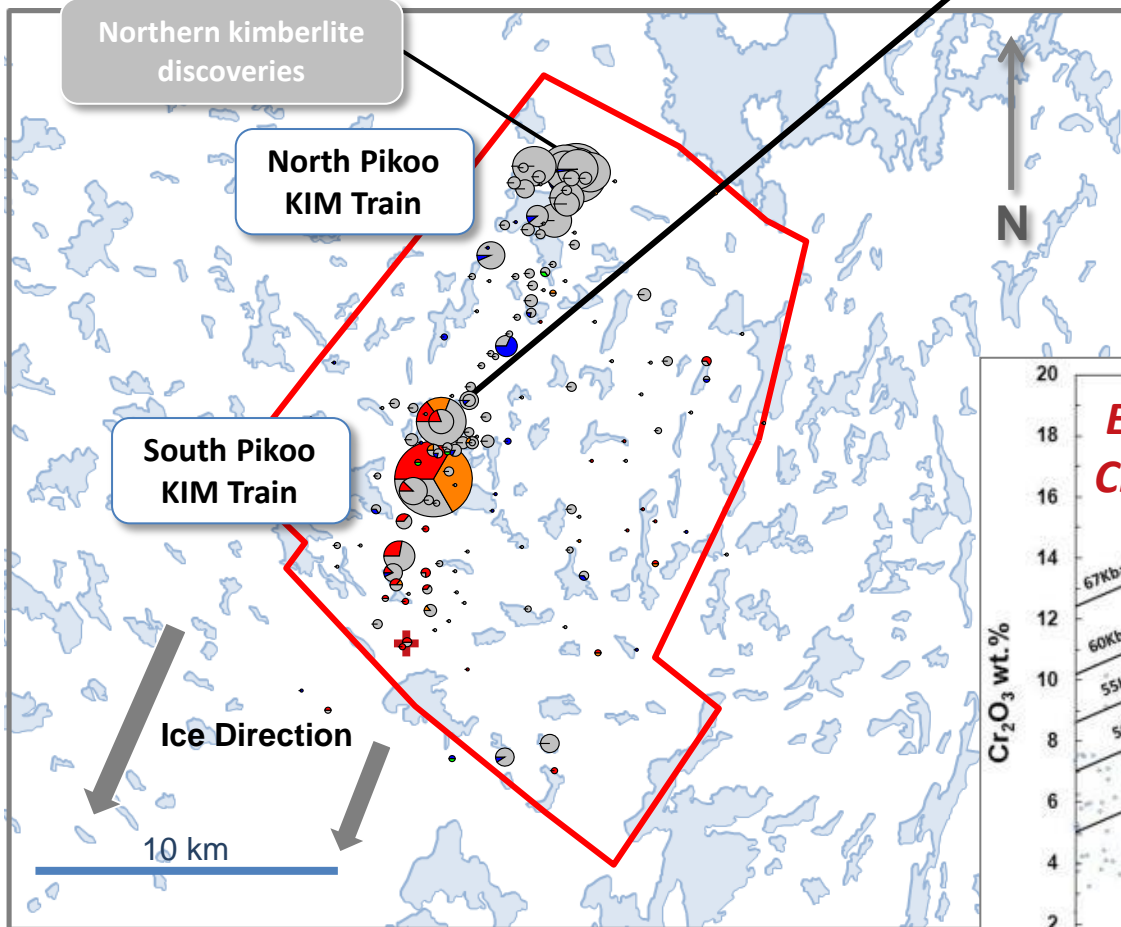 Northern kimberlite
discoveries
North Pikoo
KIM Train
N
South Pikoo
KIM Train
Ice Direction
10 km
20
18
16
14
12
10
8
6
4
2
Cr₂O₃ wt.%
67Kb
60Kb